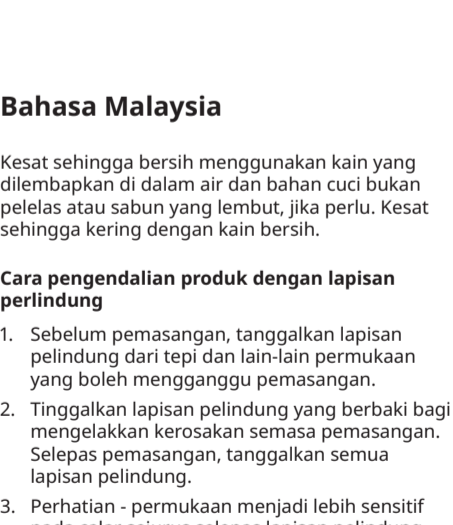 Bahasa Malaysia
Kesat sehingga bersih menggunakan kain yang
dilembapkan di dalam air dan bahan cuci bukan
pelelas atau sabun yang lembut, jika perlu. Kesat
sehingga kering dengan kain bersih.
Cara pengendalian produk dengan lapisan
perlindung
1. Sebelum pemasangan, tanggalkan lapisan
pelindung dari tepi dan lain-lain permukaan
yang boleh mengganggu pemasangan.
2. Tinggalkan lapisan pelindung yang berbaki bagi
mengelakkan kerosakan semasa pemasangan.
Selepas pemasangan, tanggalkan semua
lapisan pelindung.
3. Perhatian - permukaan menjadi lebih sensitif